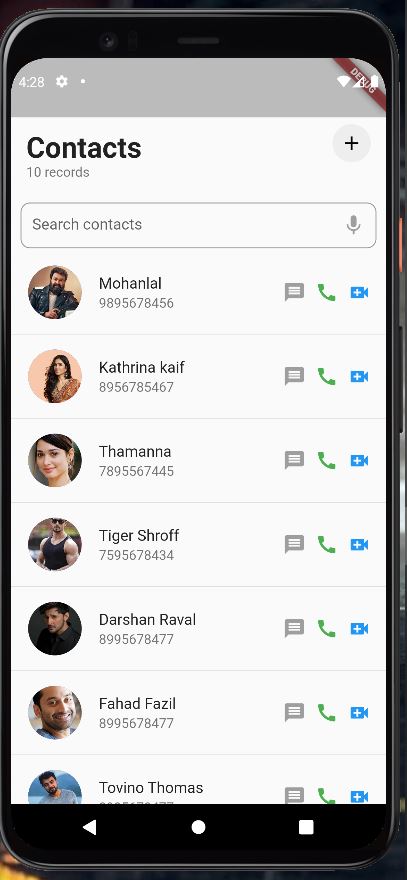 4:28
DEBUG
Contacts
10 records
Search contacts
Mohanlal
9895678456
Kathrina kaif
8956785467
Thamanna
7895567445
Tiger Shroff
7595678434
Darshan Raval
8995678477
Fahad Fazil
8995678477
Tovino Thomas